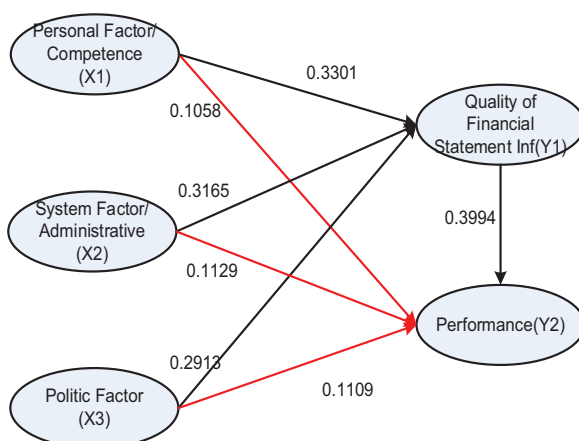 Personal Factor/
Competence
(X1)
0.3301
0.1058
Quality of
Financial
Statement Inf(Y1)
0.3165
System Factor/
Administrative
(X2)
0.3994
0.1129
Performance(Y2)
0.2913
0.1109
Politic Factor
(X3)